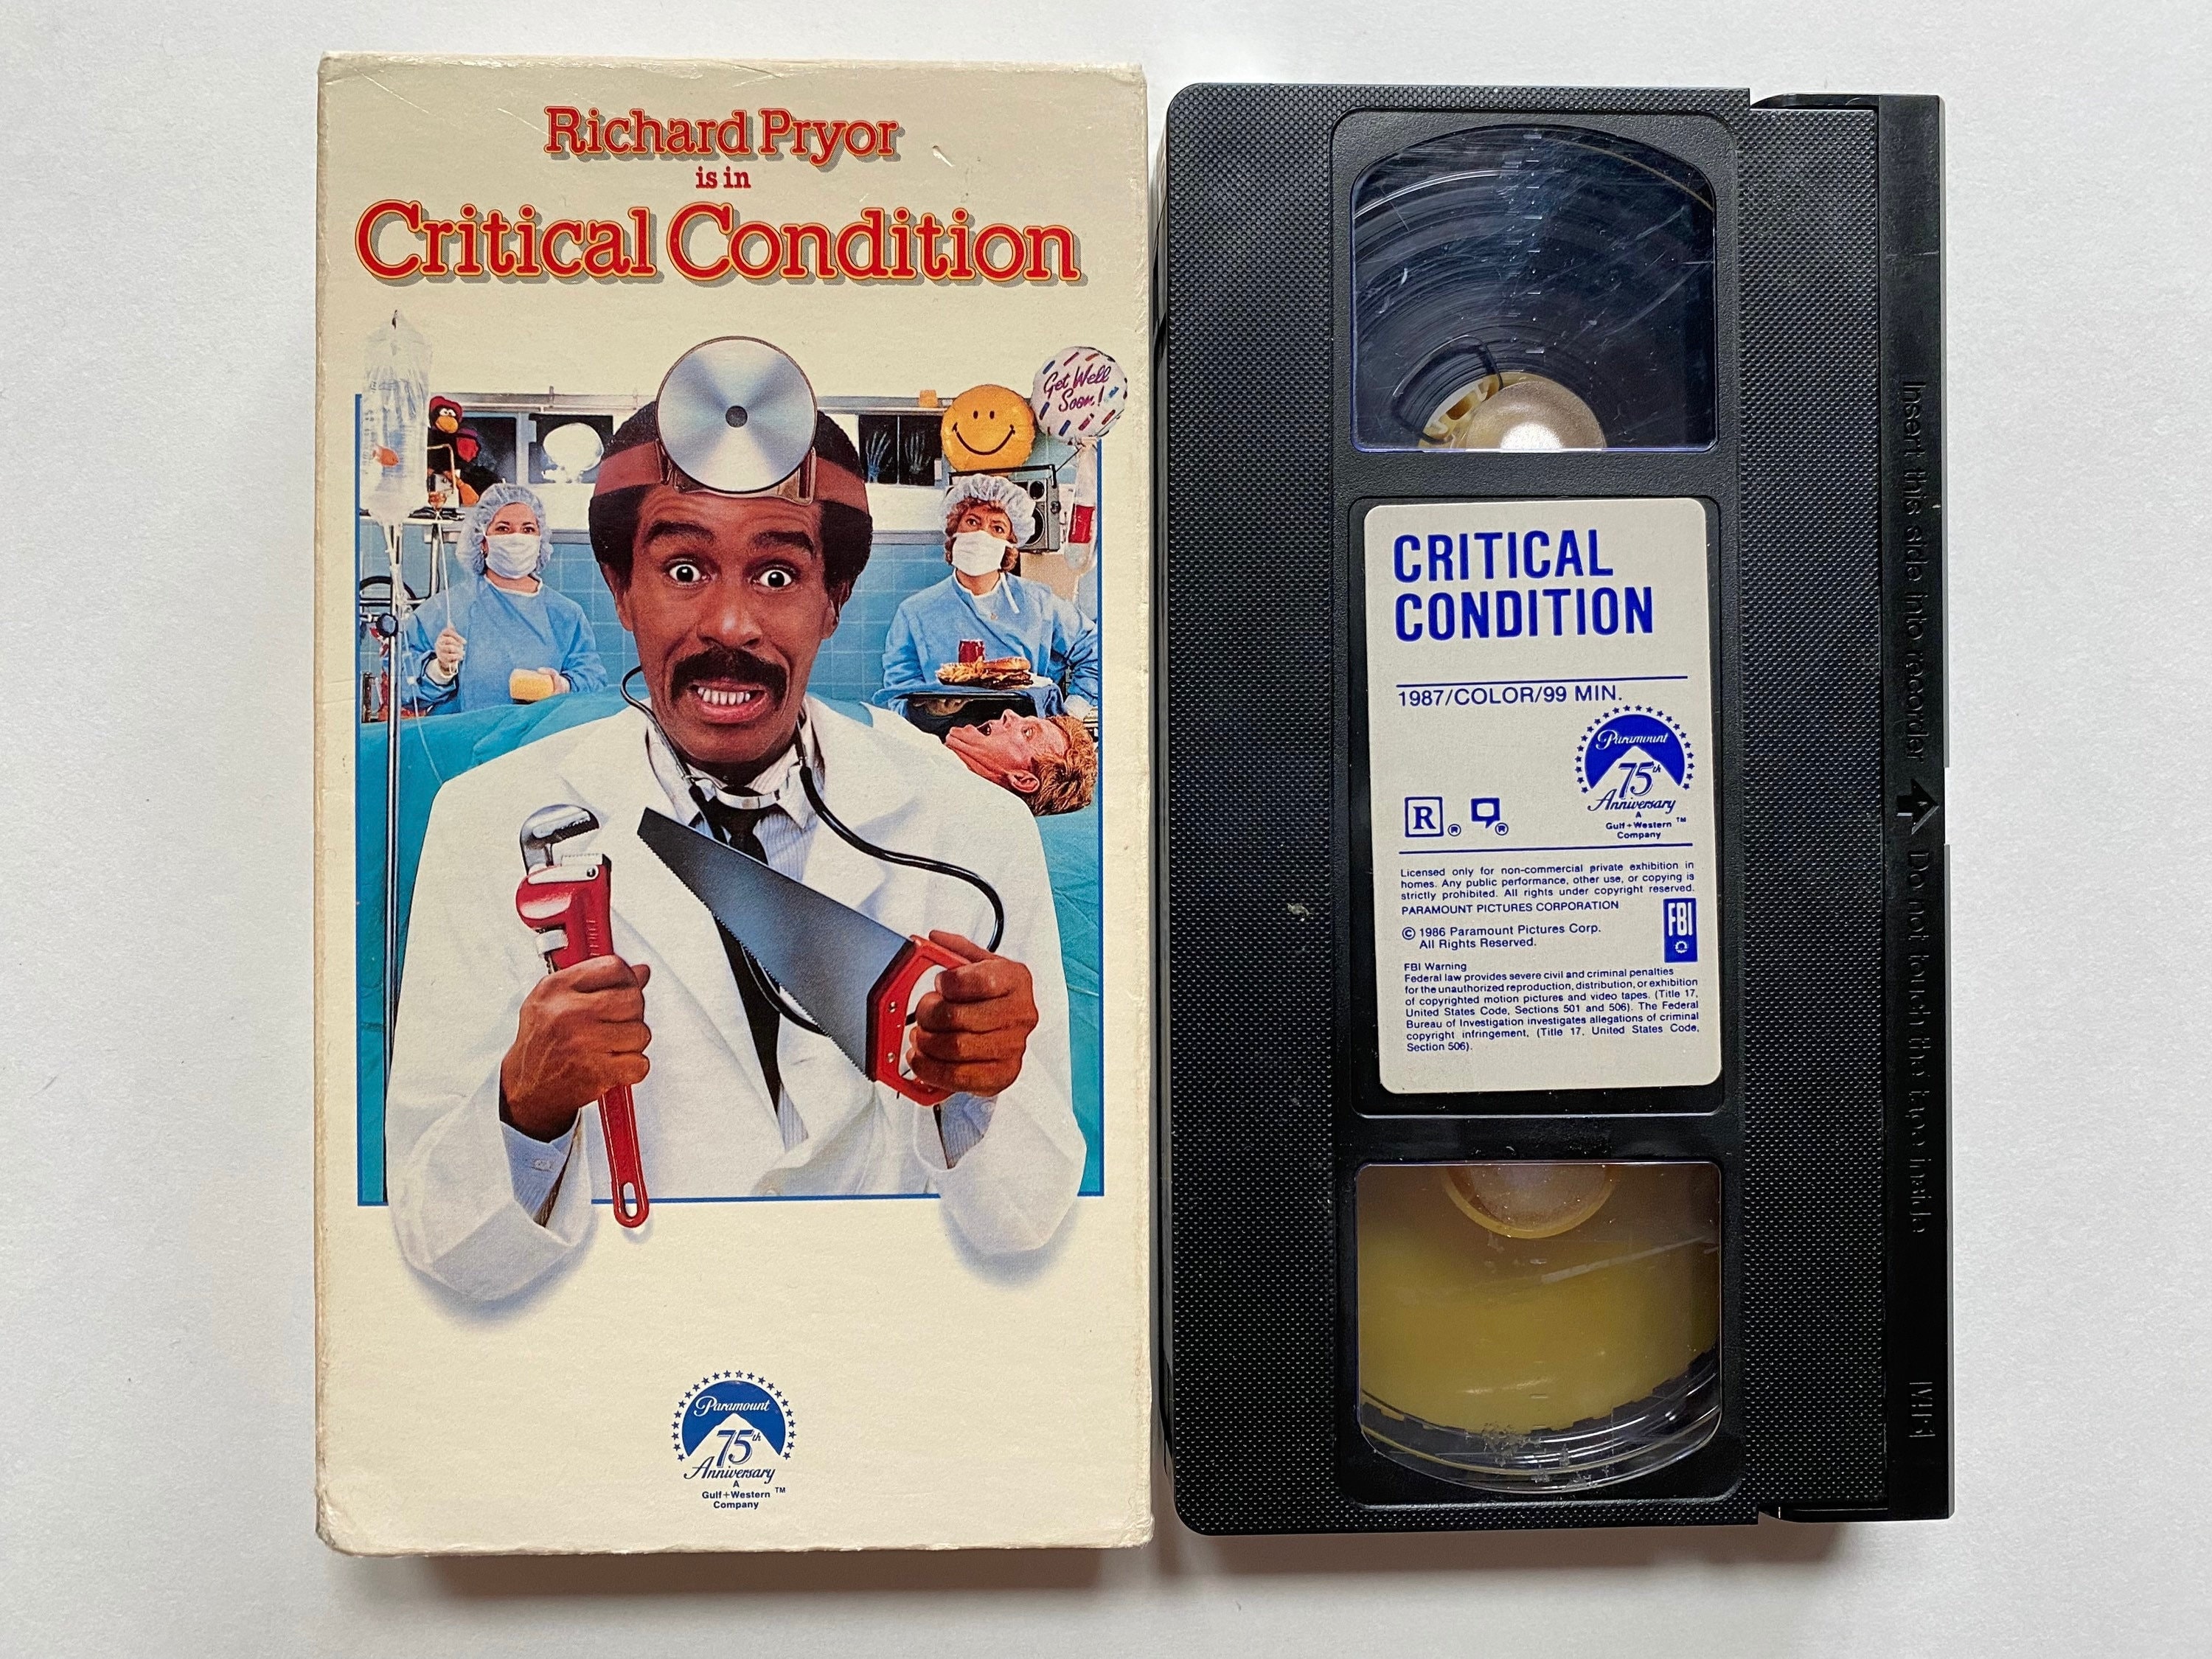 Richard Pryor
is in
Critical Condition
Get Well
Soon!
Paramount
75th
Anniversary
A
Gulf+Western TM
Company
CRITICAL
CONDITION
1987/COLOR/99 MIN.
Paramount
75th
Anniversary
A
Gulf+Western TM
Company
R ® ®
Licensed only for non-commercial private exhibition in
homes. Any public performance, other use, or copying is
strictly prohibited. All rights under copyright reserved.
PARAMOUNT PICTURES CORPORATION
FBI
© 1986 Paramount Pictures Corp.
All Rights Reserved.
FBI Warning
Federal law provides severe civil and criminal penalties
for the unauthorized reproduction, distribution, or exhibition
of copyrighted motion pictures and video tapes. (Title 17,
United States Code, Sections 501 and 506). The Federal
Bureau of Investigation investigates allegations of criminal
copyright infringement, (Title 17, United States Code,
Section 506).
Insert this side into recorder Do not touch the tape inside